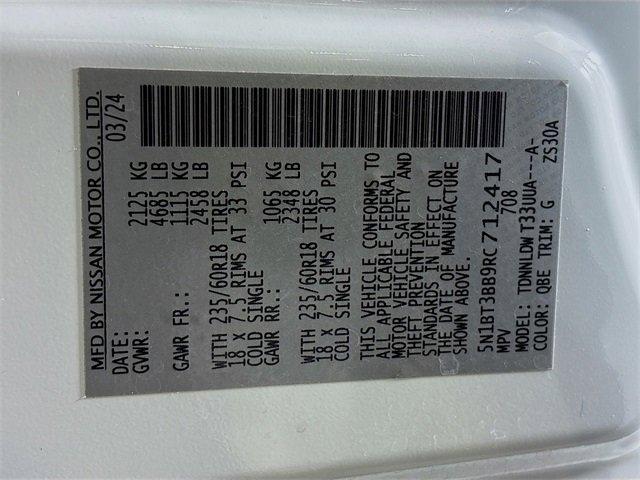 MFD BY NISSAN MOTOR CO., LTD.
DATE: 03/24
GVWR: 2125 KG
4685 LB
GAWR FR.: 1115 KG
2458 LB
WITH 235/60R18 TIRES
18 x 7.5 RIMS AT 33 PSI
COLD SINGLE
GAWR RR.: 1065 KG
2348 LB
WITH 235/60R18 TIRES
18 x 7.5 RIMS AT 30 PSI
COLD SINGLE
THIS VEHICLE CONFORMS TO
ALL APPLICABLE FEDERAL
MOTOR VEHICLE SAFETY AND
THEFT PREVENTION
STANDARDS IN EFFECT ON
THE DATE OF MANUFACTURE
SHOWN ABOVE.
5N1BT3BB9RC712417
MPV 708
MODEL: TDWNLDW T33UUA---A-
COLOR: QBE TRIM: G ZS30A